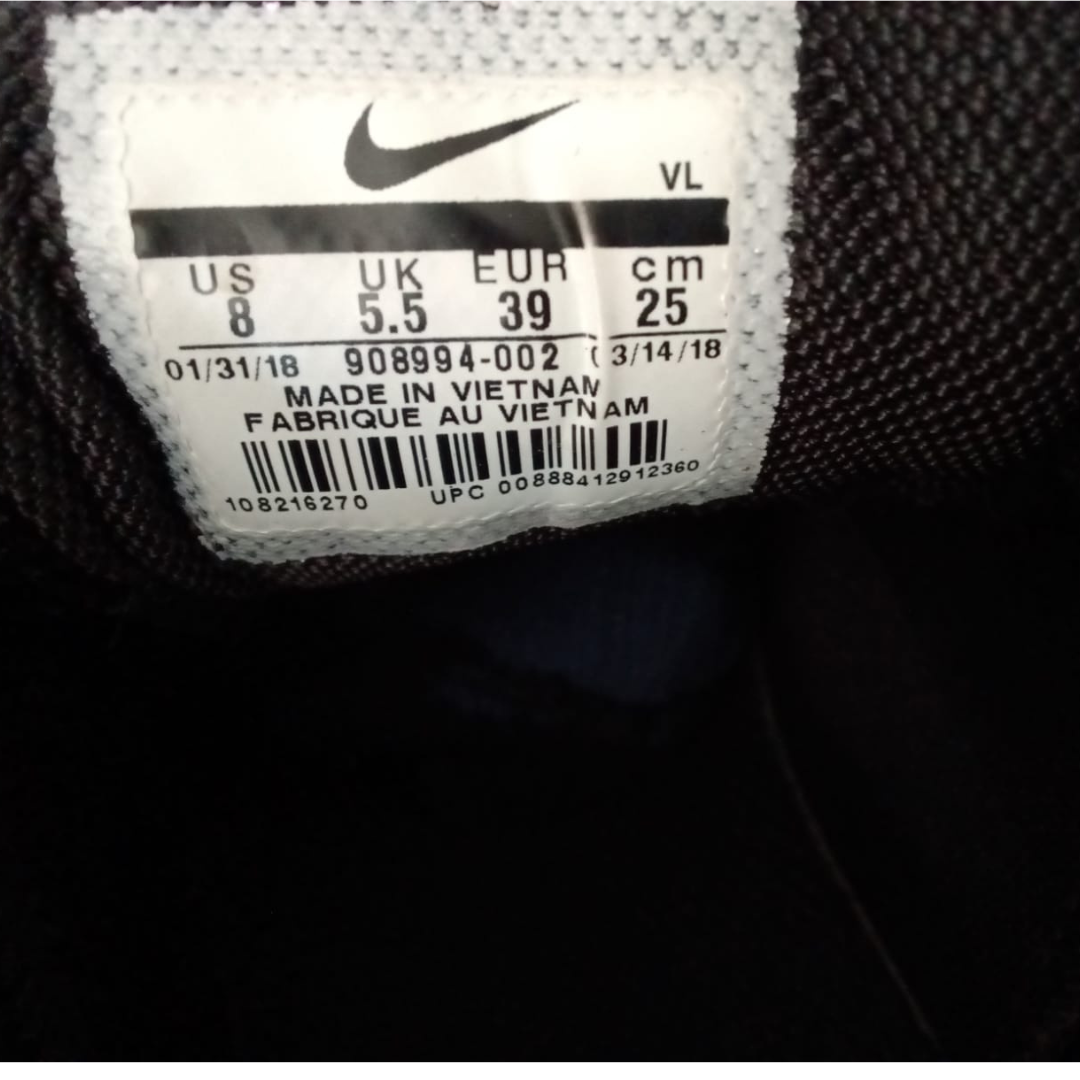 VL
US UK EUR cm
8 5.5 39 25
01/31/18 908994-002 03/14/18
MADE IN VIETNAM
FABRIQUE AU VIETNAM
108216270 UPC 00888412912360